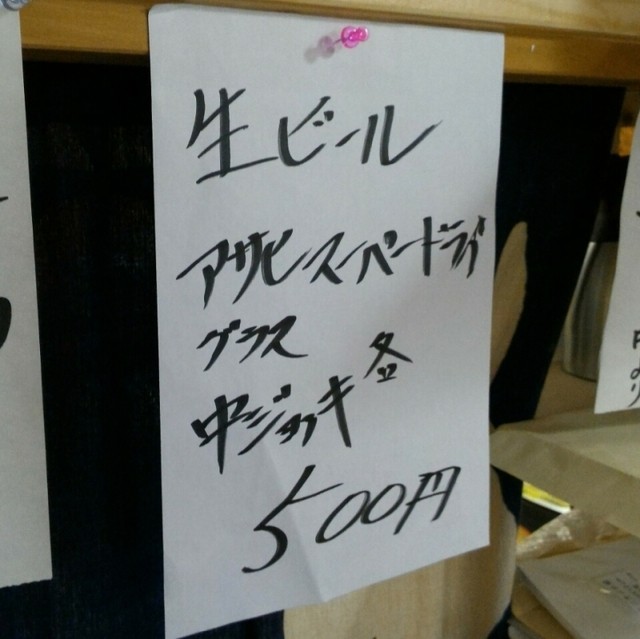 生ビール
アサヒスーパードライ
グラス
中ジョッキ 各
500円